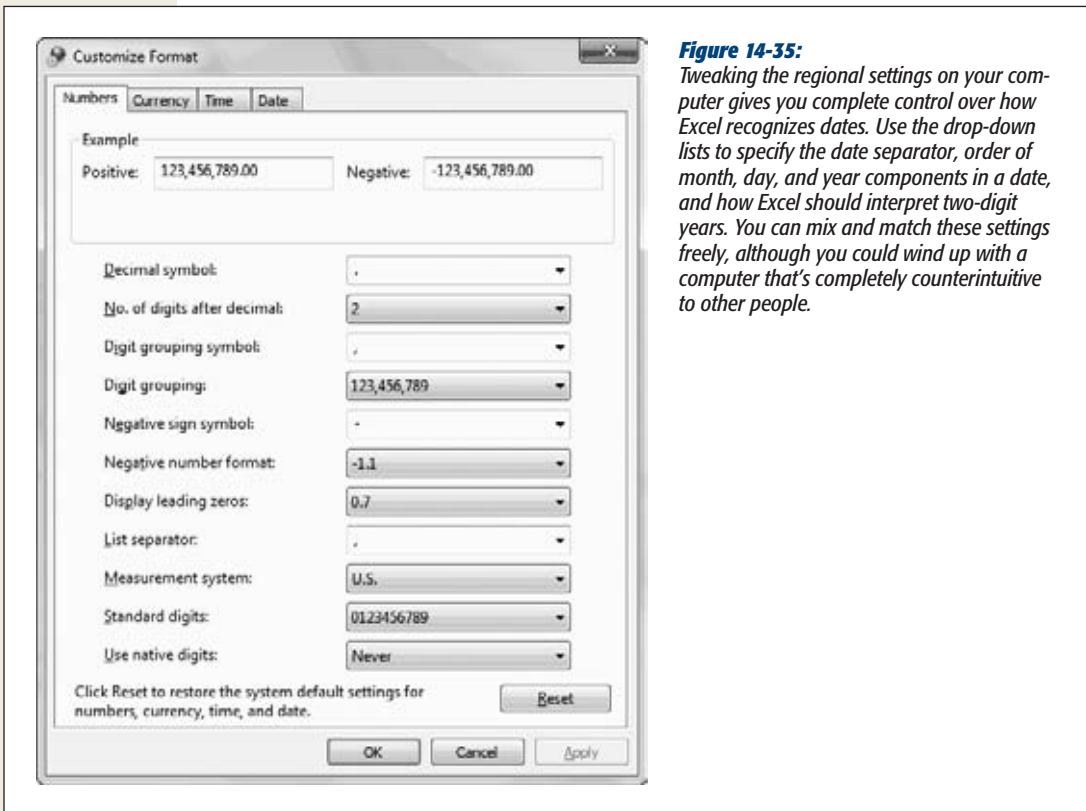 Customize Format
Numbers Currency Time Date
Example
Positive: 123,456,789.00 Negative: -123,456,789.00
Decimal symbol: .
No. of digits after decimal: 2
Digit grouping symbol: ,
Digit grouping: 123,456,789
Negative sign symbol: -
Negative number format: -1.1
Display leading zeros: 0.7
List separator: ,
Measurement system: U.S.
Standard digits: 0123456789
Use native digits: Never
Click Reset to restore the system default settings for
numbers, currency, time, and date.
Reset
OK Cancel Apply
Figure 14-35:
Tweaking the regional settings on your com-
puter gives you complete control over how
Excel recognizes dates. Use the drop-down
lists to specify the date separator, order of
month, day, and year components in a date,
and how Excel should interpret two-digit
years. You can mix and match these settings
freely, although you could wind up with a
computer that's completely counterintuitive
to other people.